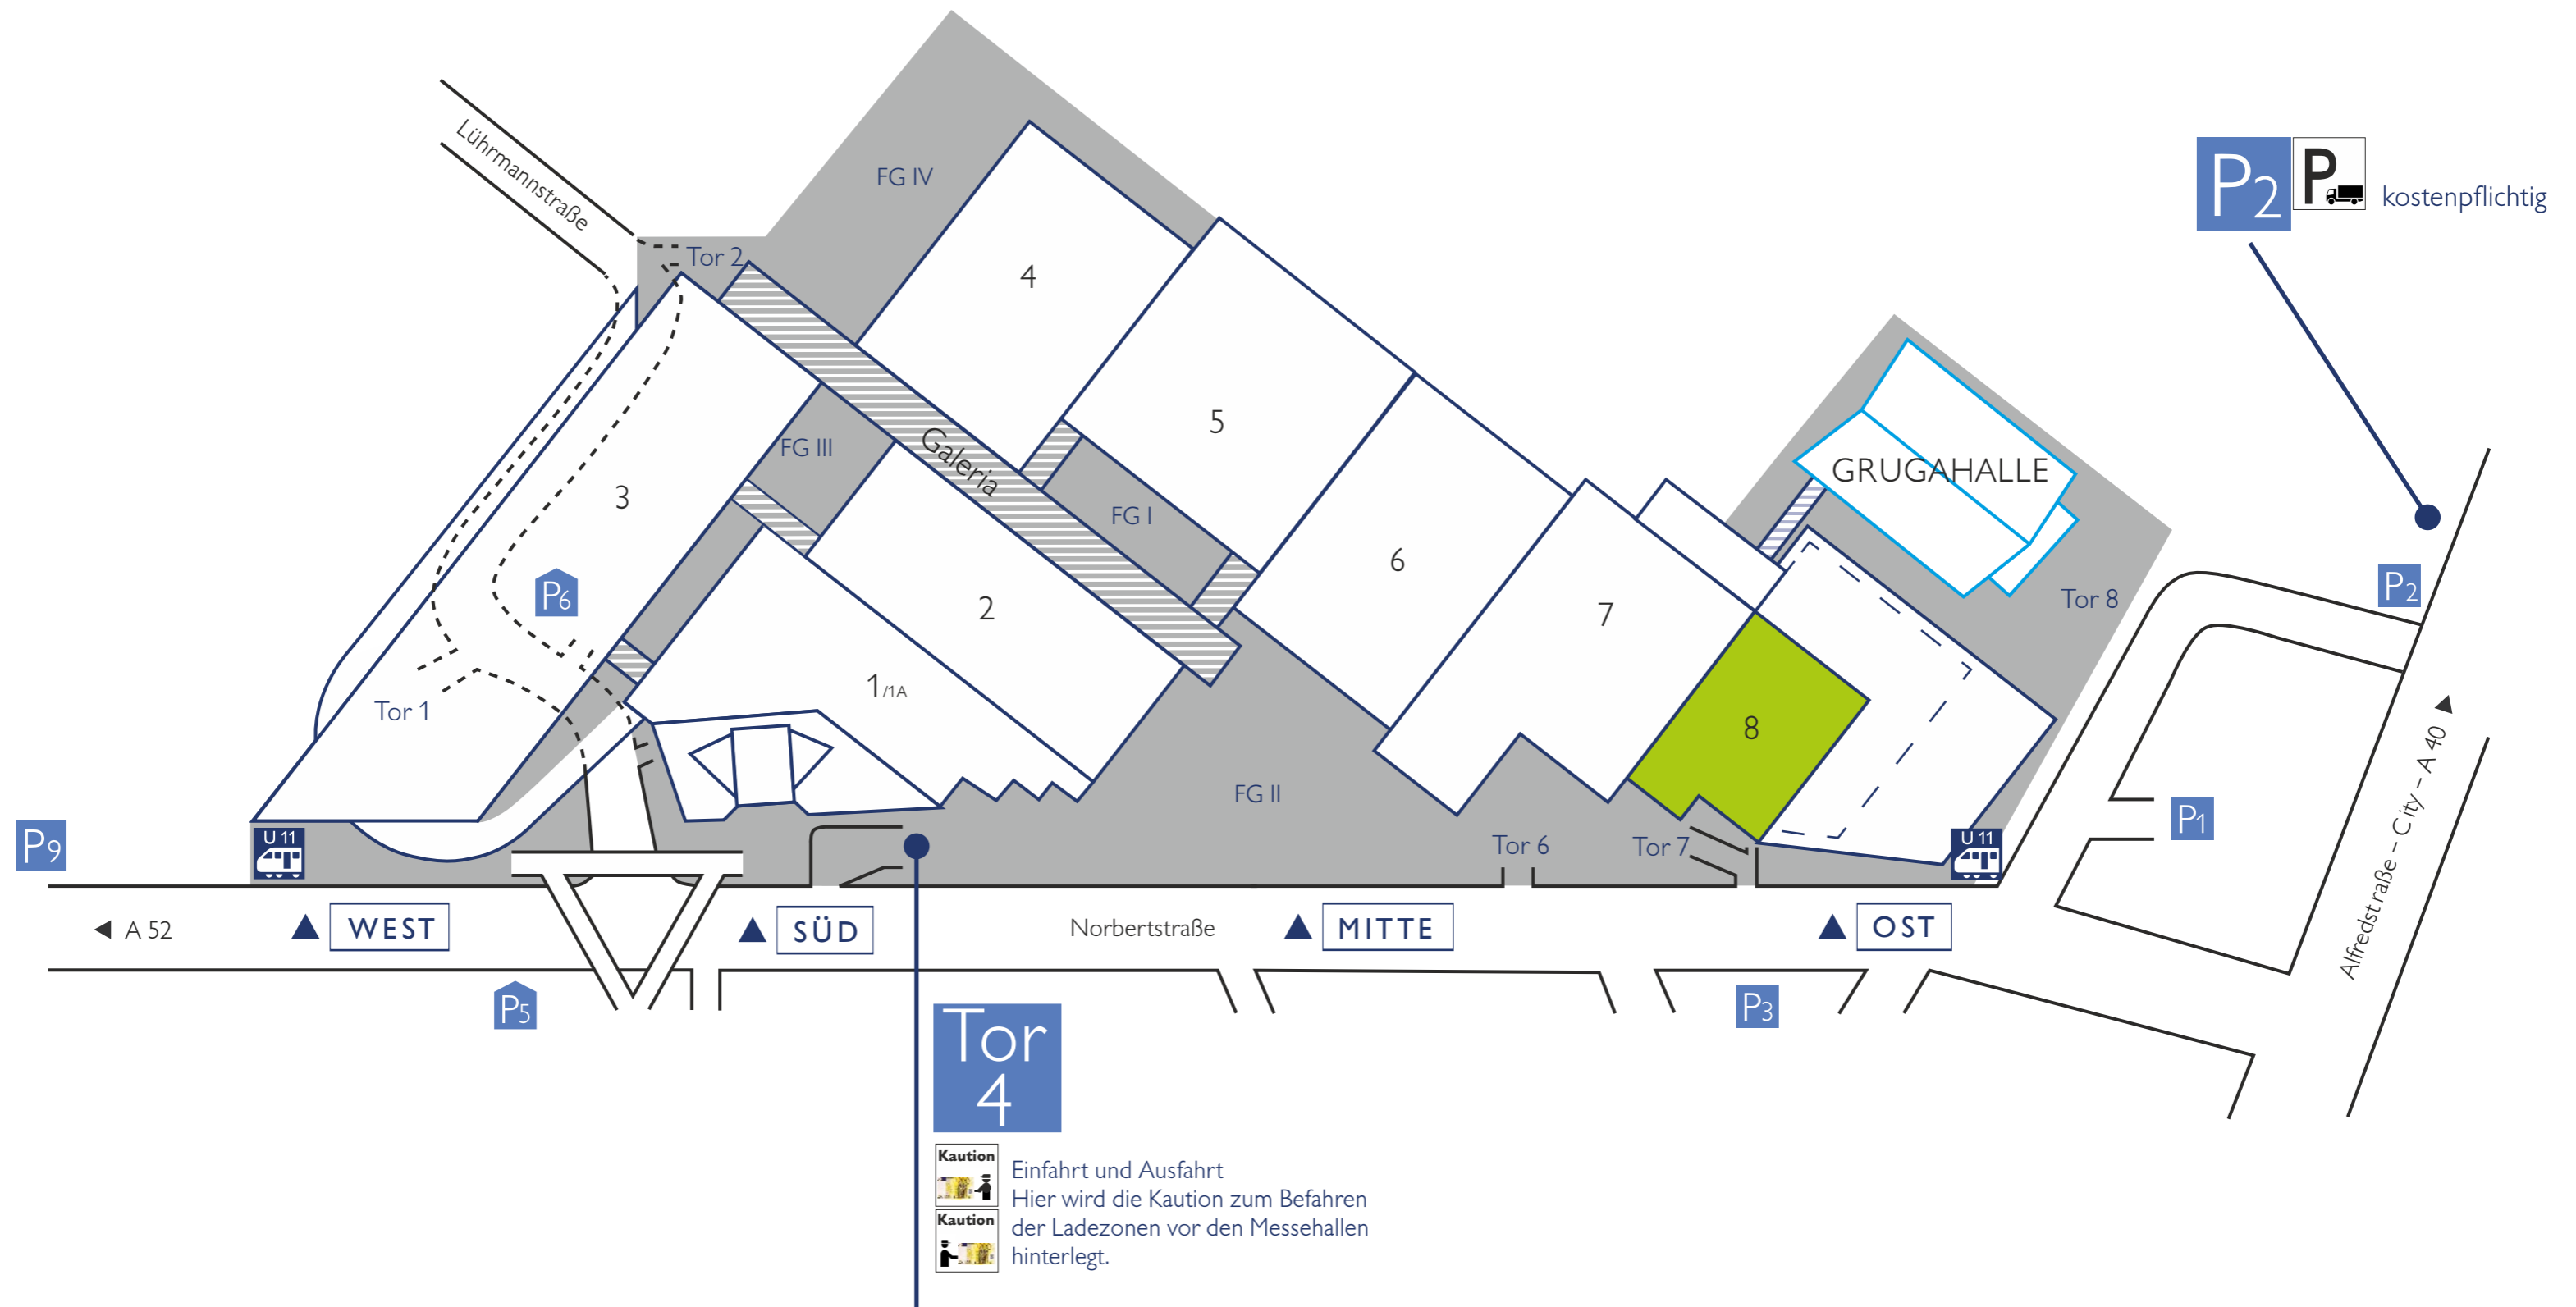 Lührmannstraße
FG IV
P2
P
kostenpflichtig
Tor 2
4
5
GRUGAHALLE
FG III
Galeria
3
FG I
6
P6
2
7
Tor 8
P2
1/1A
Tor 1
8
FG II
P1
Alfredstraße – City – A 40
P9
U 11
Tor 6
Tor 7
U 11
A 52
WEST
SÜD
Norbertstraße
MITTE
OST
P5
P3
Tor
4
Kaution
Kaution
Einfahrt und Ausfahrt
Hier wird die Kaution zum Befahren
der Ladezonen vor den Messehallen
hinterlegt.